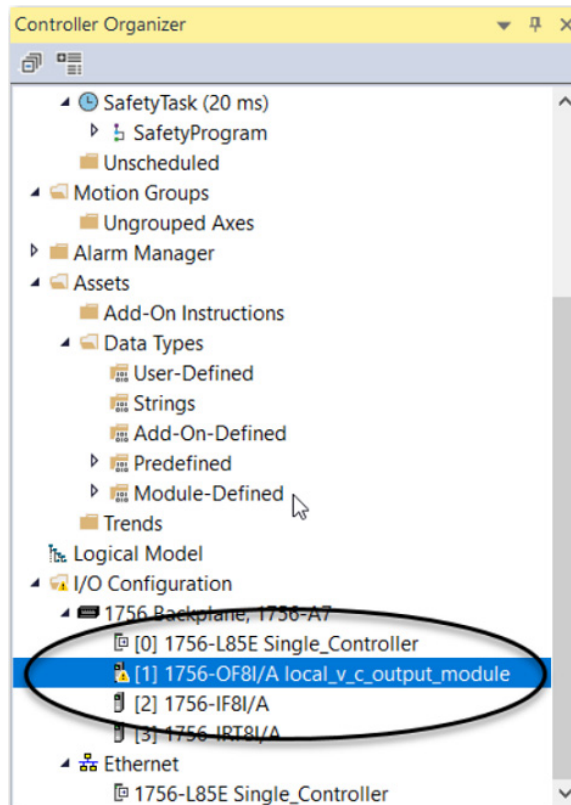 Controller Organizer
SafetyTask (20 ms)
SafetyProgram
Unscheduled
Motion Groups
Ungrouped Axes
Alarm Manager
Assets
Add-On Instructions
Data Types
User-Defined
Strings
Add-On-Defined
Predefined
Module-Defined
Trends
Logical Model
I/O Configuration
1756 Backplane, 1756-A7
[0] 1756-L85E Single_Controller
[1] 1756-OF8I/A local_v_c_output_module
[2] 1756-IF8I/A
[3] 1756-IRT8I/A
Ethernet
1756-L85E Single_Controller